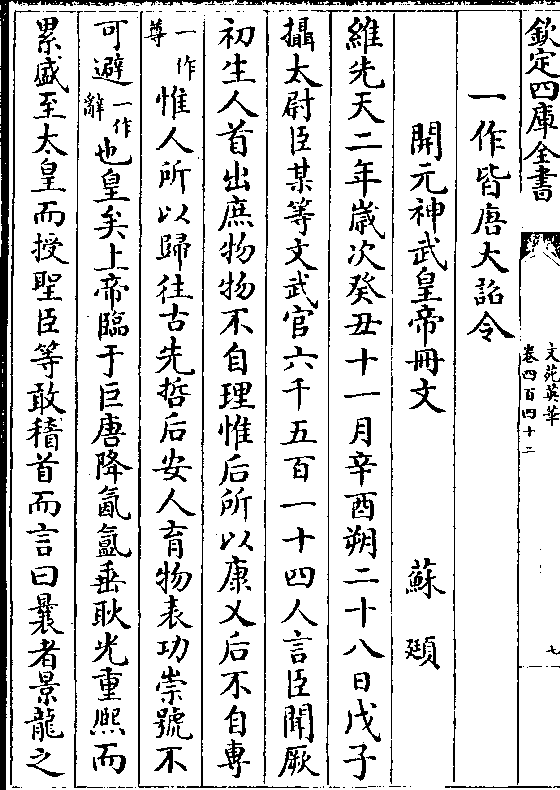 欽定四庫全書
文苑英華
卷四百四十二
七
一作皆唐大詔令
開元神武皇帝冊文 蘇頲
維先天二年歲次癸丑十一月辛酉朔二十八日戊子
攝太尉臣某等文武官六千五百一十四人言臣聞厥
初生人首出庶物物不自理惟后所以康乂后不自專
一作等惟人所以歸往古先哲后安人育物表功崇號不
可避一作辭也皇矣上帝臨于巨唐降氤氲垂耿光重熙而
累盛至太皇而授聖臣等敢稽首而言曰曩者景龍之